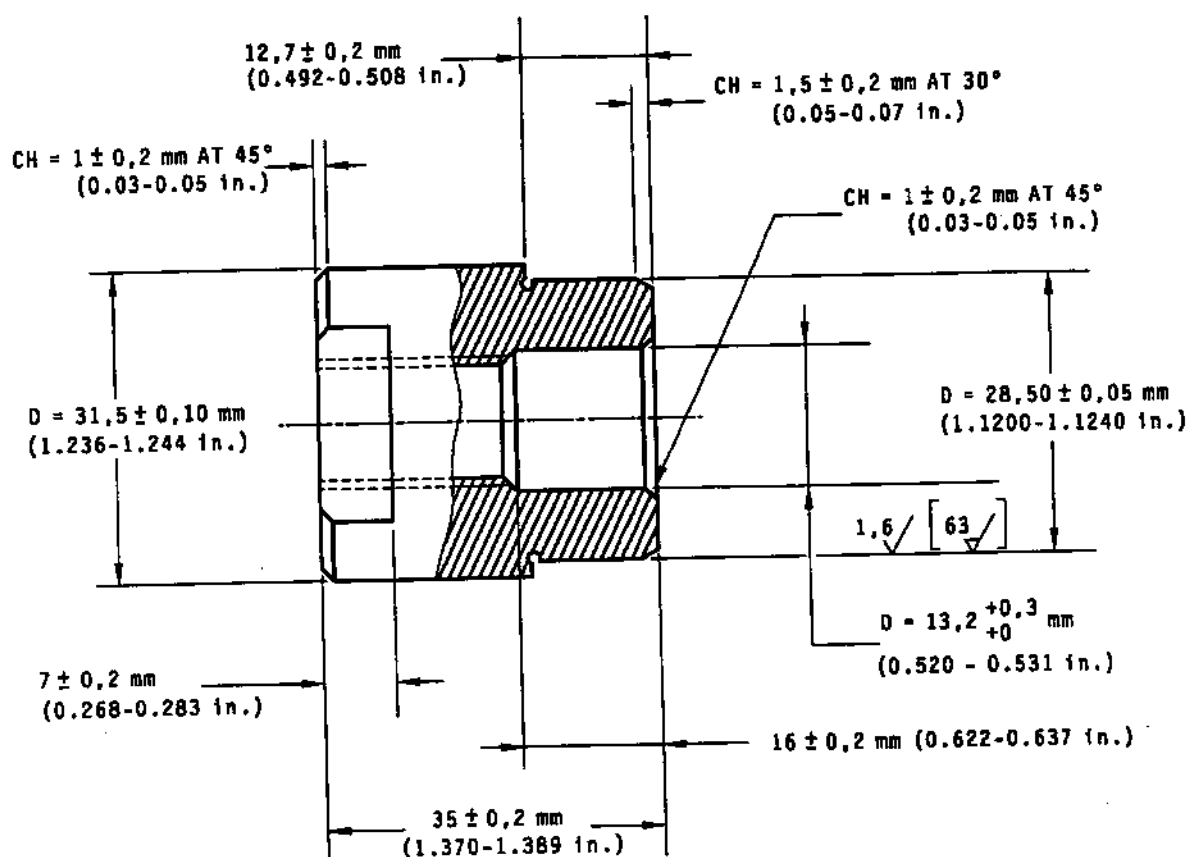 12,7 ± 0,2 mm
(0.492-0.508 in.)
CH = 1,5 ± 0,2 mm AT 30°
(0.05-0.07 in.)
CH = 1 ± 0,2 mm AT 45°
(0.03-0.05 in.)
CH = 1 ± 0,2 mm AT 45°
(0.03-0.05 in.)
D = 31,5 ± 0,10 mm
(1.236-1.244 in.)
D = 28,50 ± 0,05 mm
(1.1200-1.1240 in.)
1,6 [63]
D = 13,2 +0,3 +0 mm
(0.520 - 0.531 in.)
7 ± 0,2 mm
(0.268-0.283 in.)
16 ± 0,2 mm (0.622-0.637 in.)
35 ± 0,2 mm
(1.370-1.389 in.)